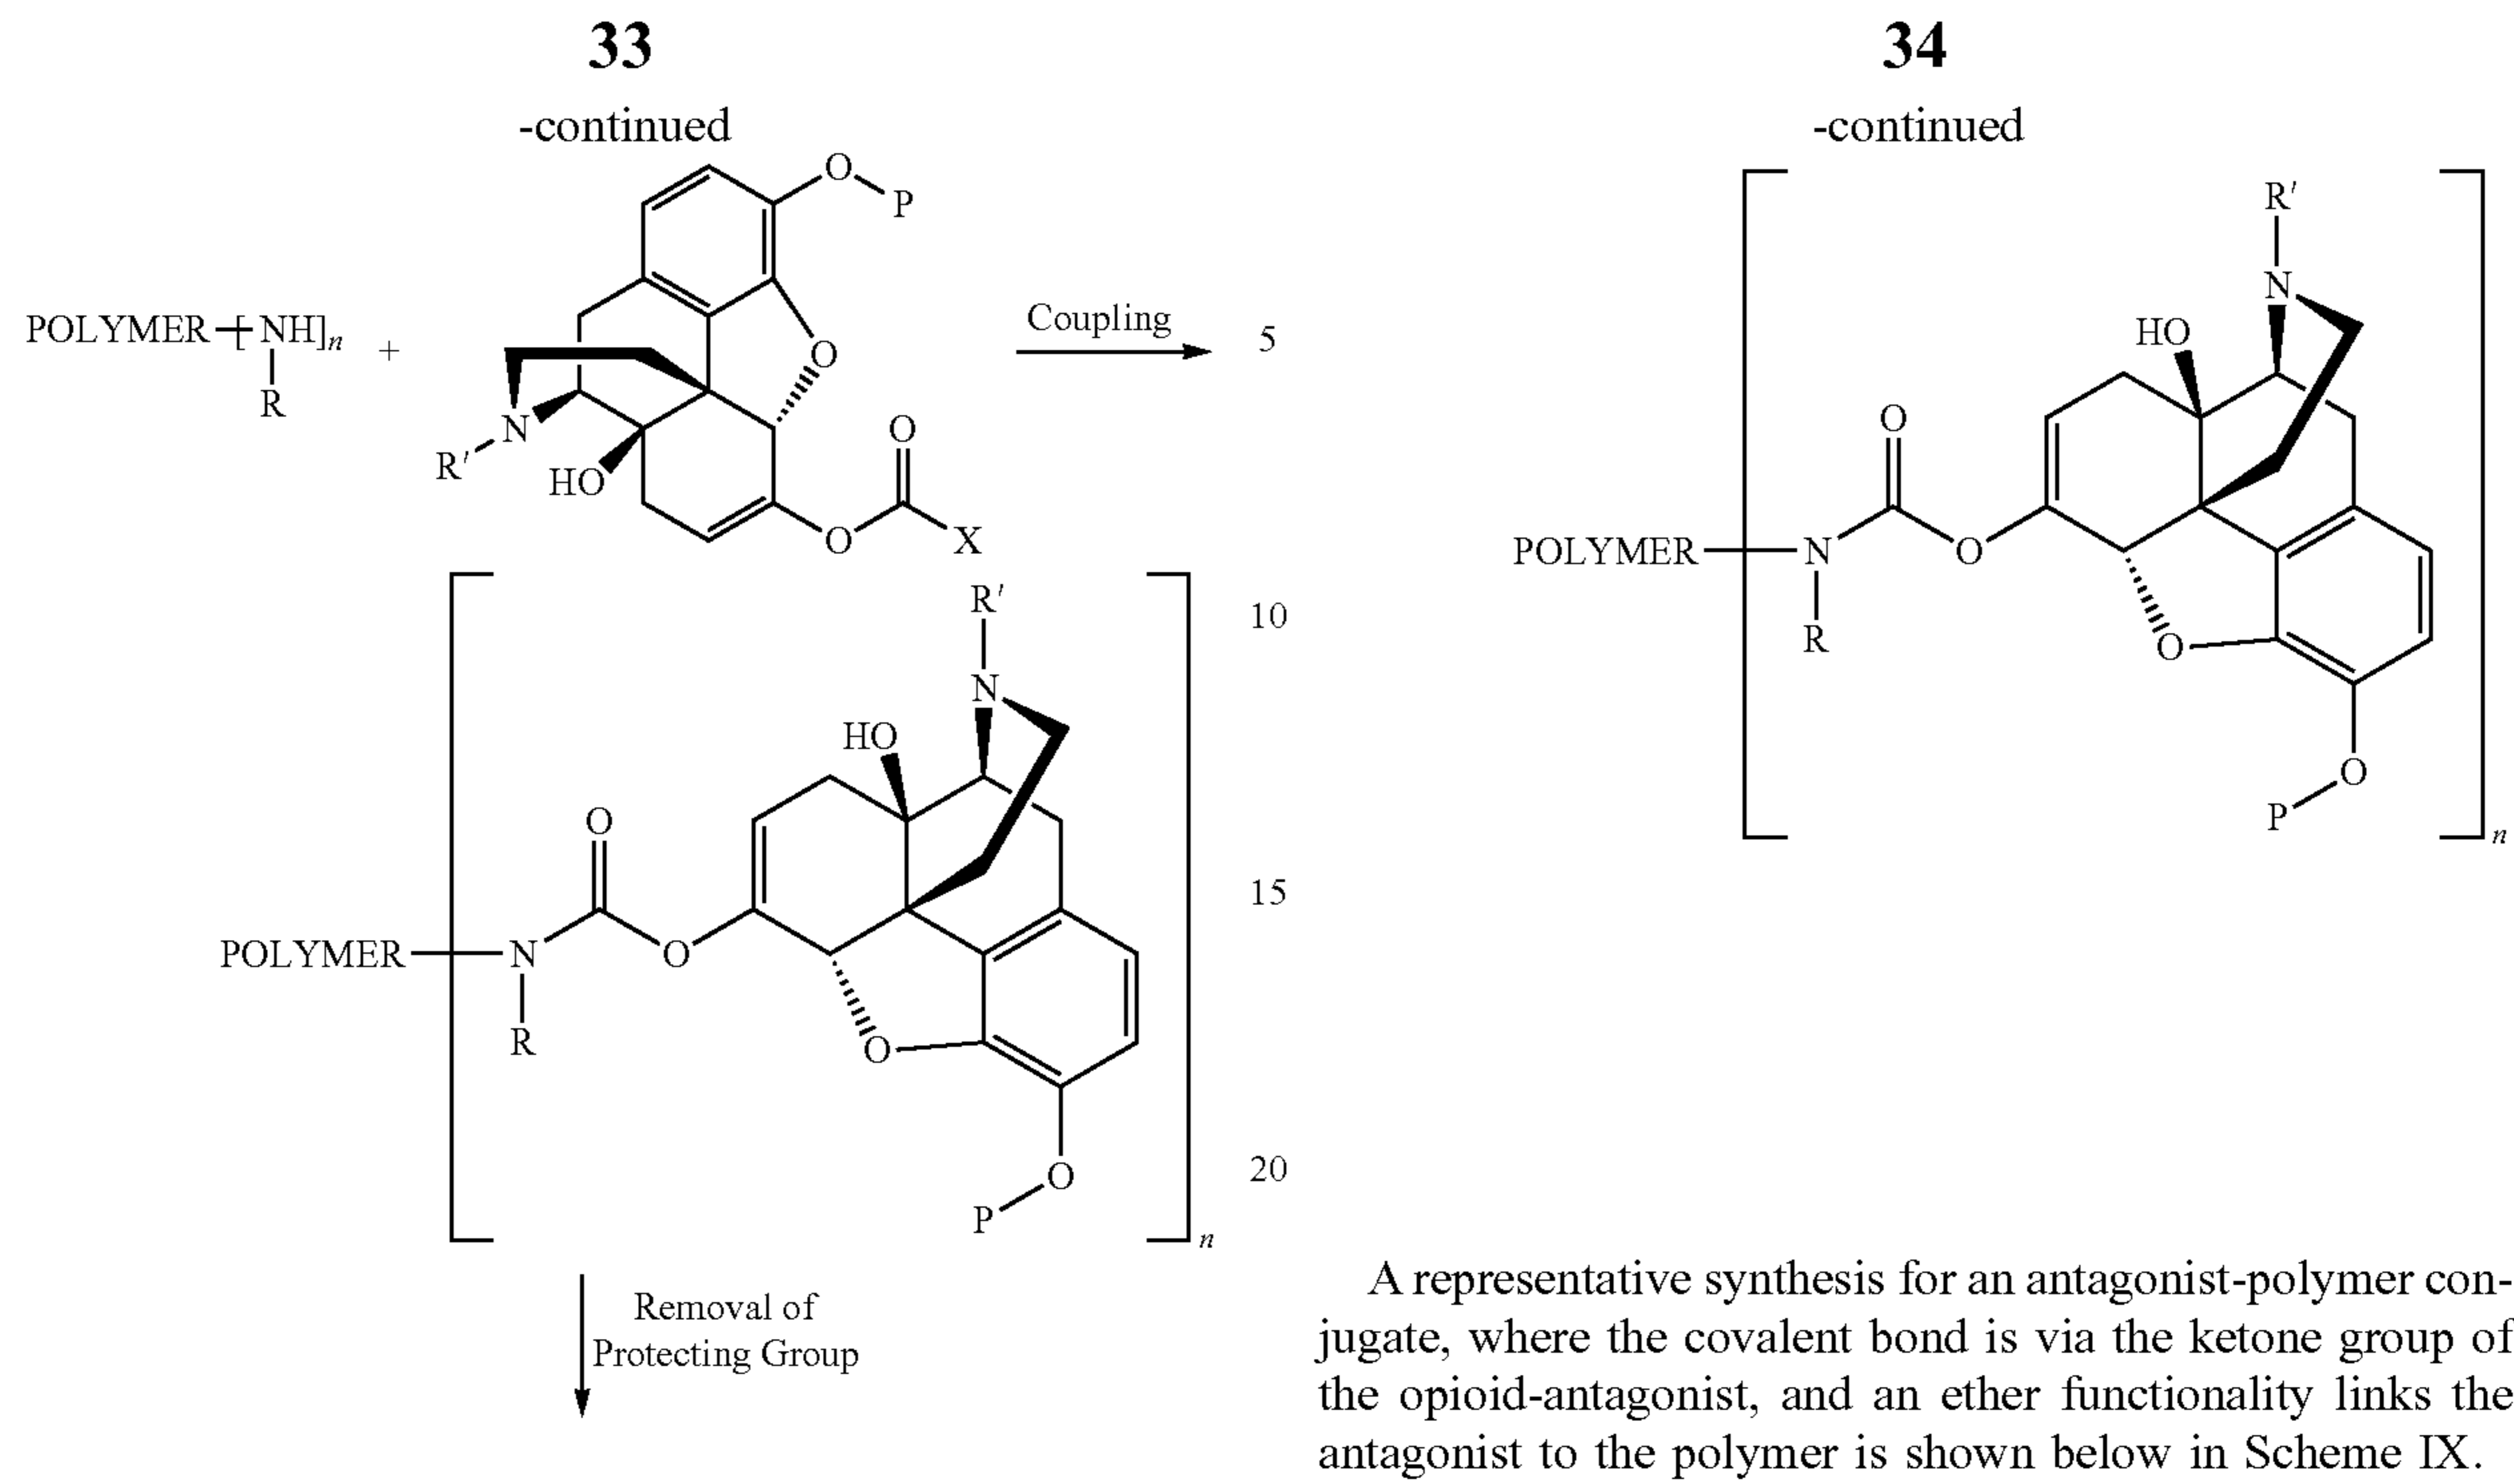 33
-continued
O
P
POLYMER [ NH]n
R
+
O
N
R'
HO
O
O
X
Coupling
5
R'
N
HO
O
POLYMER
N
O
R
O
O
P
n
10
15
20
Removal of
Protecting Group
34
-continued
R'
N
HO
O
POLYMER
N
O
R
O
O
P
n
A representative synthesis for an antagonist-polymer con-
jugate, where the covalent bond is via the ketone group of
the opioid-antagonist, and an ether functionality links the
antagonist to the polymer is shown below in Scheme IX.